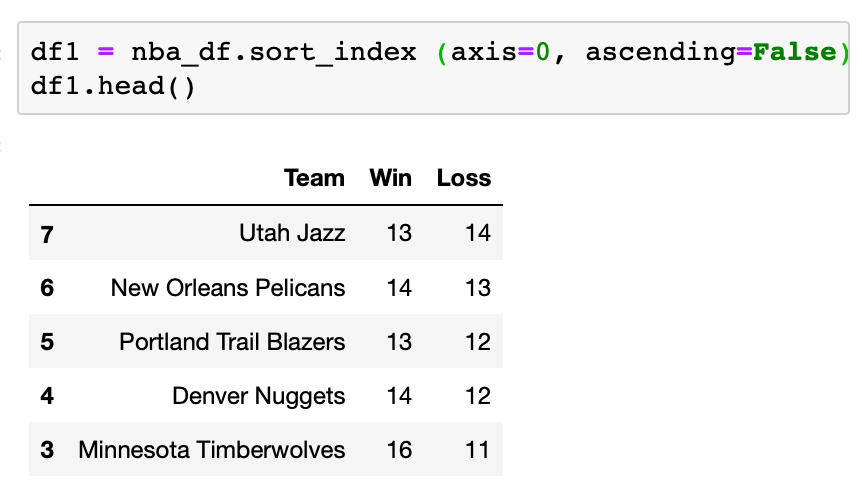 df1 = nba_df.sort_index (axis=0, ascending=False)
df1.head()
Team Win Loss
7 Utah Jazz 13 14
6 New Orleans Pelicans 14 13
5 Portland Trail Blazers 13 12
4 Denver Nuggets 14 12
3 Minnesota Timberwolves 16 11